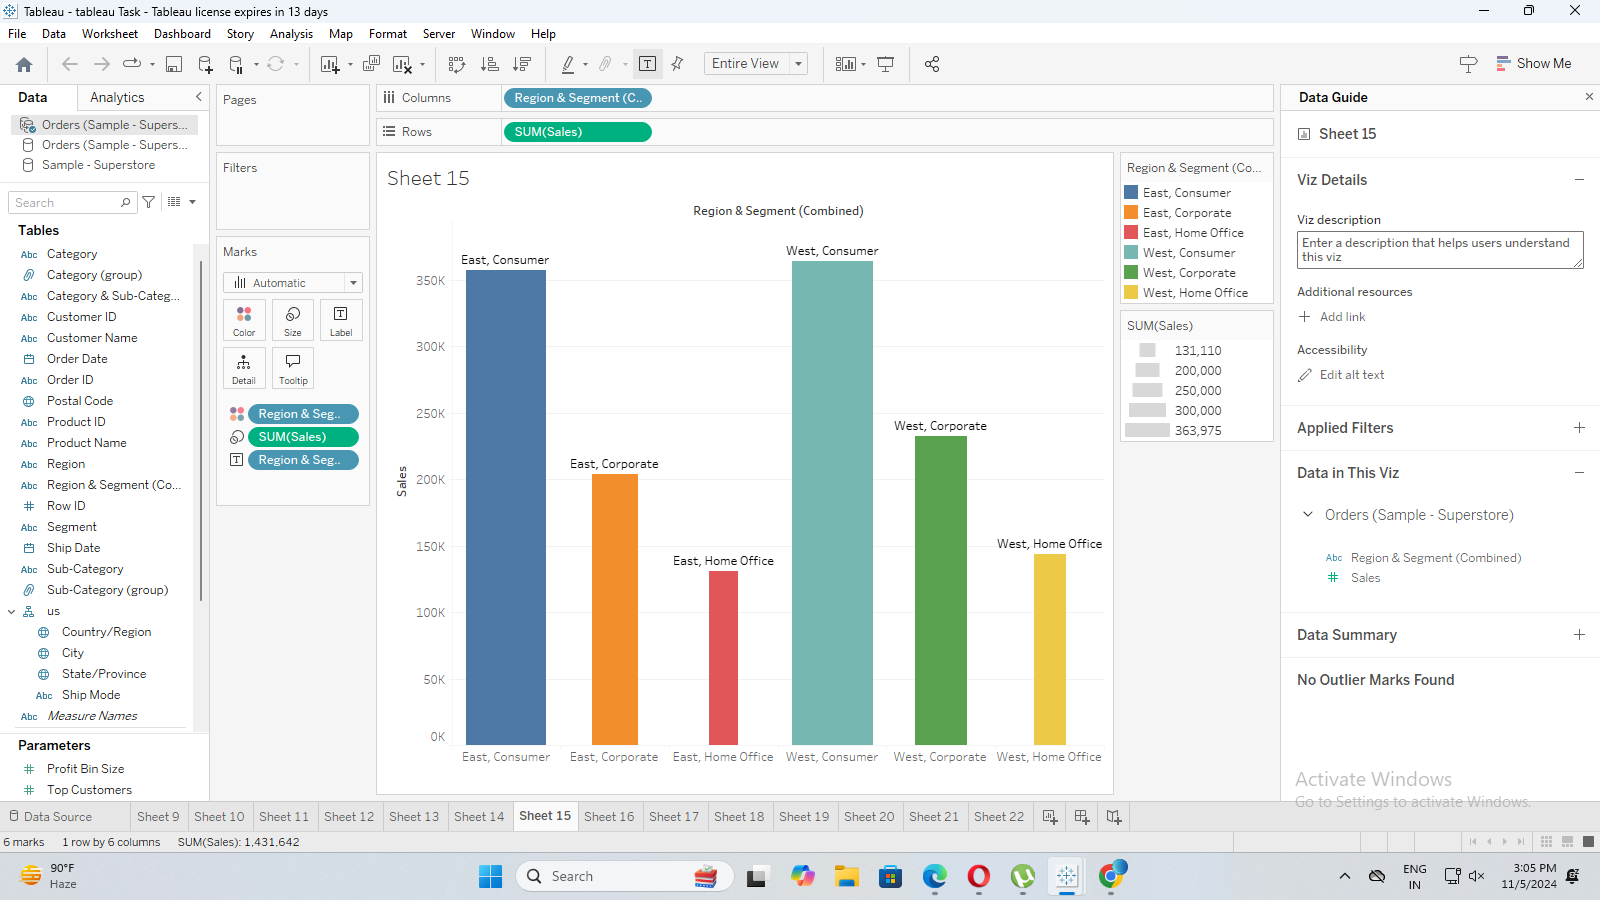 Tableau - tableau Task - Tableau license expires in 13 days
File Data Worksheet Dashboard Story Analysis Map Format Server Window Help
Entire View
Show Me
Data Analytics
Orders (Sample - Supers...
Orders (Sample - Supers...
Sample - Superstore
Search
Tables
Abc Category
Category (group)
Abc Category & Sub-Categ...
Abc Customer ID
Abc Customer Name
Order Date
Abc Order ID
Postal Code
Abc Product ID
Abc Product Name
Abc Region
Abc Region & Segment (Co...
# Row ID
Abc Segment
Ship Date
Abc Sub-Category
Sub-Category (group)
us
Country/Region
City
State/Province
Abc Ship Mode
Abc Measure Names
Parameters
# Profit Bin Size
# Top Customers
Pages
Filters
Marks
Automatic
Color Size Label
Detail Tooltip
Region & Seg..
SUM(Sales)
Region & Seg..
Columns
Region & Segment (C..
Rows
SUM(Sales)
Sheet 15
Region & Segment (Combined)
Sales
350K
300K
250K
200K
150K
100K
50K
0K
East, Consumer
East, Corporate
East, Home Office
West, Consumer
West, Corporate
West, Home Office
East, Consumer East, Corporate East, Home Office West, Consumer West, Corporate West, Home Office
Region & Segment (Co...
East, Consumer
East, Corporate
East, Home Office
West, Consumer
West, Corporate
West, Home Office
SUM(Sales)
131,110
200,000
250,000
300,000
363,975
Data Guide
Sheet 15
Viz Details
Viz description
Enter a description that helps users understand
this viz
Additional resources
Add link
Accessibility
Edit alt text
Applied Filters
Data in This Viz
Orders (Sample - Superstore)
Abc Region & Segment (Combined)
# Sales
Data Summary
No Outlier Marks Found
Activate Windows
Go to Settings to activate Windows.
Data Source Sheet 9 Sheet 10 Sheet 11 Sheet 12 Sheet 13 Sheet 14 Sheet 15 Sheet 16 Sheet 17 Sheet 18 Sheet 19 Sheet 20 Sheet 21 Sheet 22
6 marks 1 row by 6 columns SUM(Sales): 1,431,642
90°F
Haze
Search
ENG
IN
3:05 PM
11/5/2024